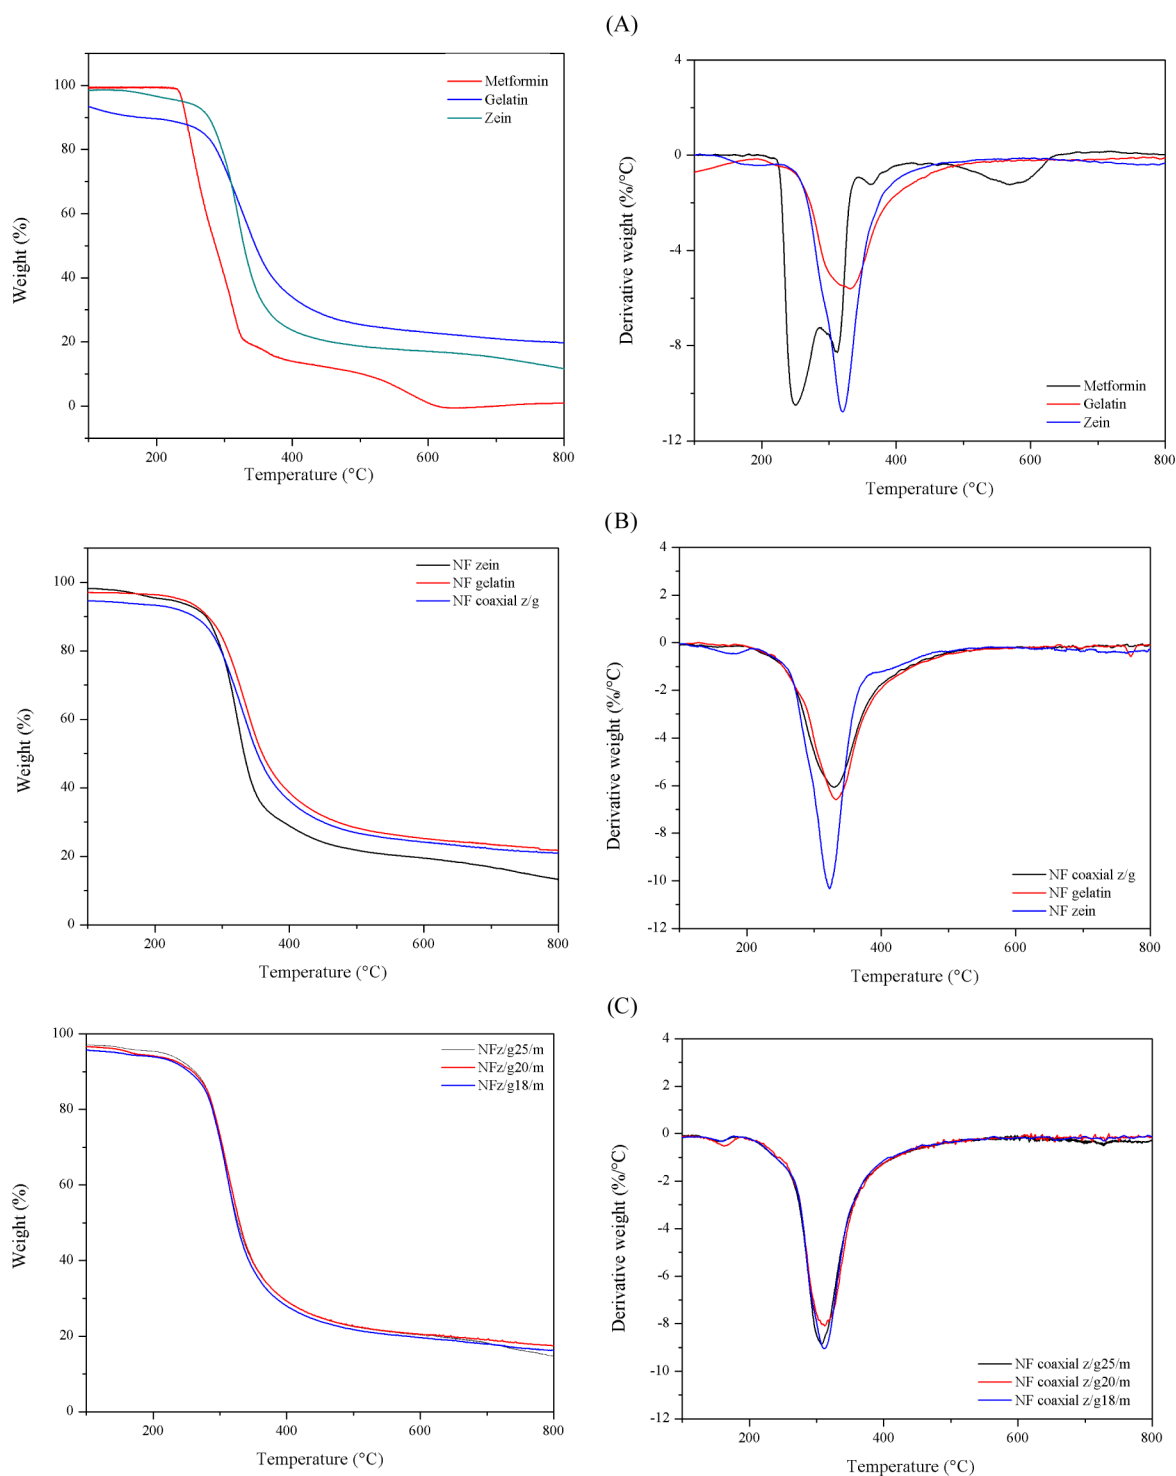 (A)
100
80
60
40
20
0
Weight (%)
200
400
600
800
Temperature (°C)
Metformin
Gelatin
Zein
4
0
-4
-8
-12
Derivative weight (%/°C)
200
400
600
800
Temperature (°C)
Metformin
Gelatin
Zein
(B)
100
80
60
40
20
0
Weight (%)
200
400
600
800
Temperature (°C)
NF zein
NF gelatin
NF coaxial z/g
4
2
0
-2
-4
-6
-8
-10
-12
Derivative weight (%/°C)
200
400
600
800
Temperature (°C)
NF coaxial z/g
NF gelatin
NF zein
(C)
100
80
60
40
20
0
Weight (%)
200
400
600
800
Temperature (°C)
NFz/g25/m
NFz/g20/m
NFz/g18/m
4
2
0
-2
-4
-6
-8
-10
-12
Derivative weight (%/°C)
200
400
600
800
Temperature (°C)
NF coaxial z/g25/m
NF coaxial z/g20/m
NF coaxial z/g18/m